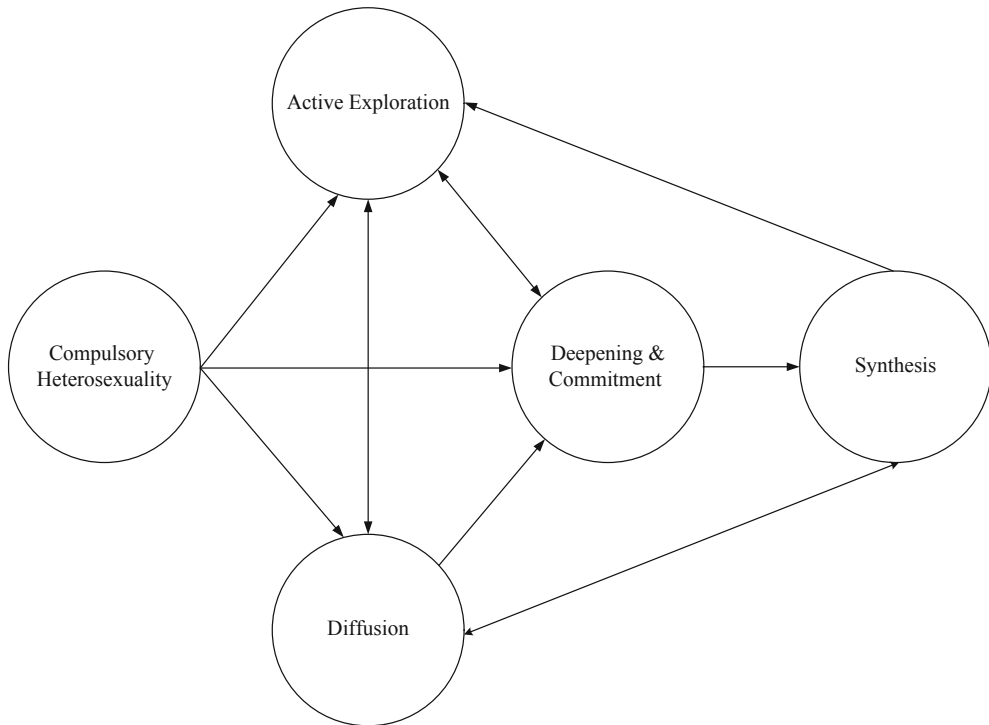 Active Exploration
Compulsory
Heterosexuality
Deepening &
Commitment
Synthesis
Diffusion